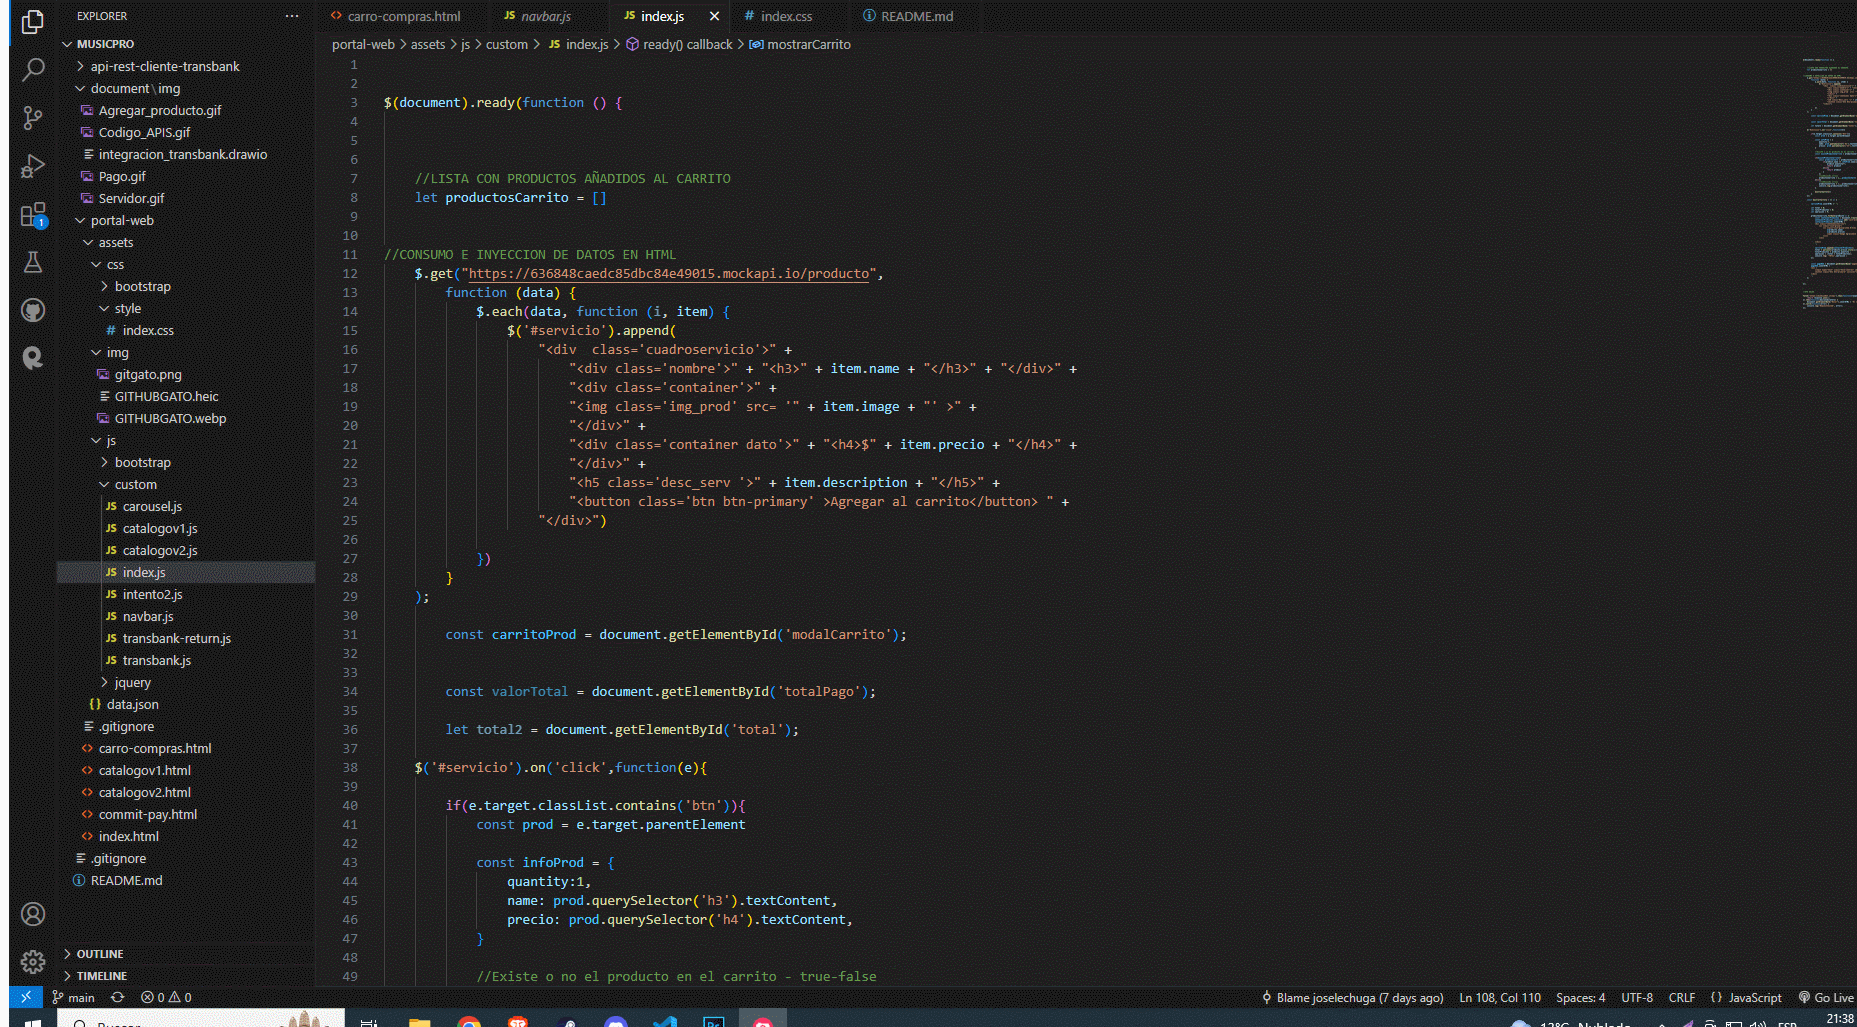 EXPLORER
MUSICPRO
api-rest-cliente-transbank
document \ img
Agregar_producto.gif
Codigo_APIS.gif
integracion_transbank.drawio
Pago.gif
Servidor.gif
portal-web
assets
css
bootstrap
style
# index.css
img
gitgato.png
GITHUBGATO.heic
GITHUBGATO.webp
js
bootstrap
custom
JS carousel.js
JS catalogov1.js
JS catalogov2.js
JS index.js
JS intento2.js
JS navbar.js
JS transbank-return.js
JS transbank.js
jquery
{} data.json
.gitignore
<> carro-compras.html
<> catalogov1.html
<> catalogov2.html
<> commit-pay.html
<> index.html
.gitignore
README.md
OUTLINE
TIMELINE
1
<> carro-compras.html JS navbar.js JS index.js # index.css README.md
portal-web > assets > js > custom > JS index.js > ready() callback > mostrarCarrito
1
2
3 $(document).ready(function () {
4
5
6
7 //LISTA CON PRODUCTOS AÑADIDOS AL CARRITO
8 let productosCarrito = []
9
10
11 //CONSUMO E INYECCION DE DATOS EN HTML
12 $.get("https://636848caedc85dbc84e49015.mockapi.io/producto",
13 function (data) {
14 $.each(data, function (i, item) {
15 $('#servicio').append(
16 "<div  class='cuadroservicio'>" +
17 "<div class='nombre'>" + "<h3>" + item.name + "</h3>" + "</div>" +
18 "<div class='container'>" +
19 "<img class='img_prod' src= '" + item.image + "' >" +
20 "</div>" +
21 "<div class='container dato'>" + "<h4>$" + item.precio + "</h4>" +
22 "</div>" +
23 "<h5 class='desc_serv '>" + item.description + "</h5>" +
24 "<button class='btn btn-primary' >Agregar al carrito</button> " +
25 "</div>")
26
27 })
28 }
29 );
30
31 const carritoProd = document.getElementById('modalCarrito');
32
33
34 const valorTotal = document.getElementById('totalPago');
35
36 let total2 = document.getElementById('total');
37
38 $('#servicio').on('click',function(e){
39
40 if(e.target.classList.contains('btn')){
41 const prod = e.target.parentElement
42
43 const infoProd = {
44 quantity:1,
45 name: prod.querySelector('h3').textContent,
46 precio: prod.querySelector('h4').textContent,
47 }
48
49 //Existe o no el producto en el carrito - true-false
main 0 0 Blame joselechuga (7 days ago) Ln 108, Col 110 Spaces: 4 UTF-8 CRLF {} JavaScript Go Live
21:38